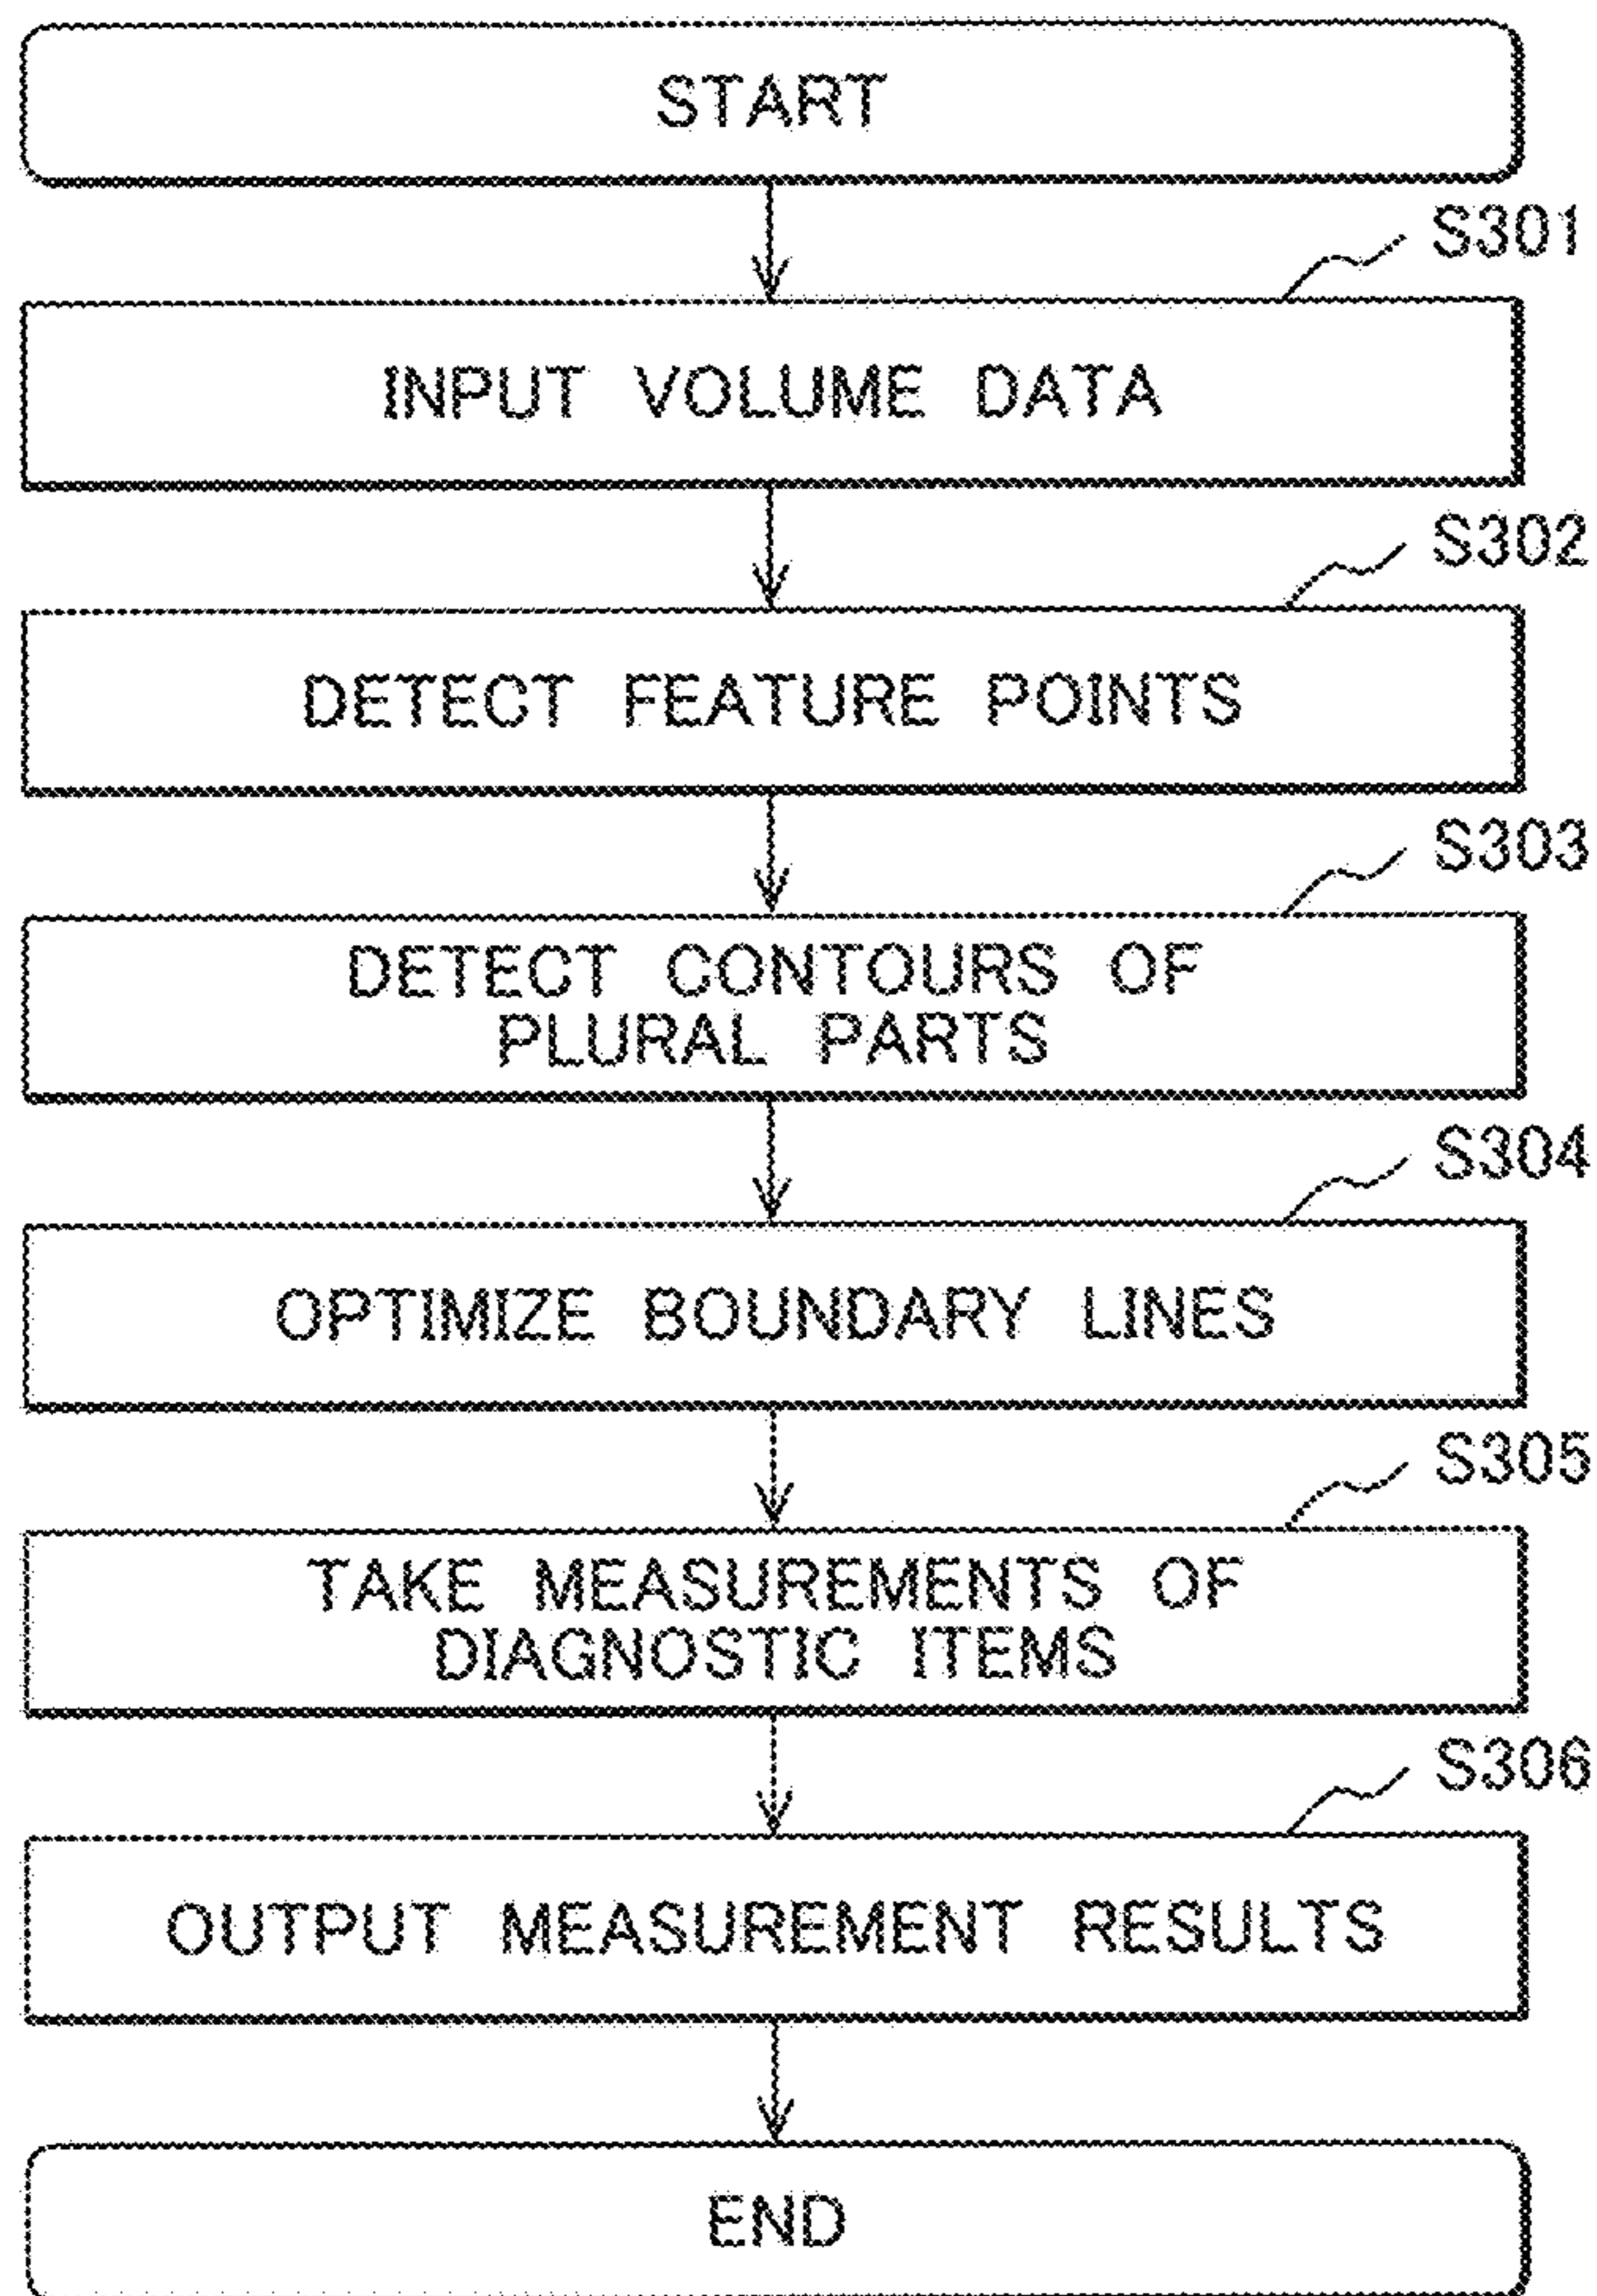 START
S301
INPUT VOLUME DATA
S302
DETECT FEATURE POINTS
S303
DETECT CONTOURS OF
PLURAL PARTS
S304
OPTIMIZE BOUNDARY LINES
S305
TAKE MEASUREMENTS OF
DIAGNOSTIC ITEMS
S306
OUTPUT MEASUREMENT RESULTS
END